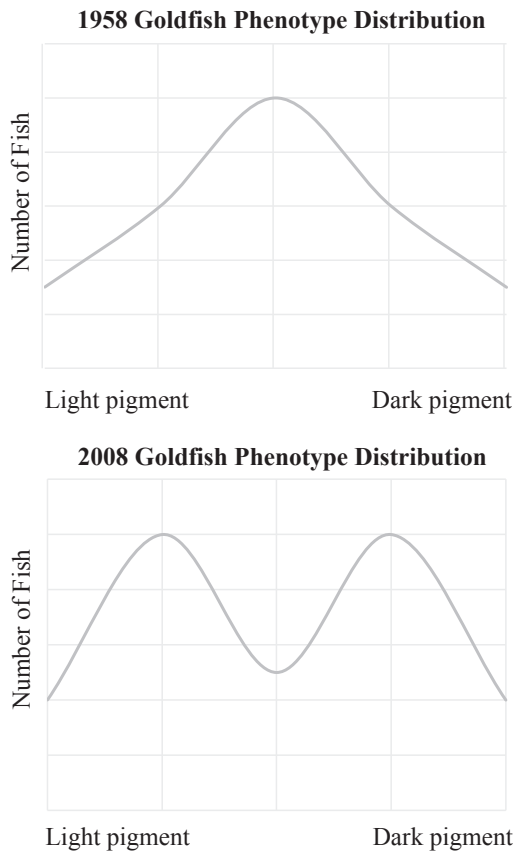 1958 Goldfish Phenotype Distribution
Number of Fish
Light pigment Dark pigment
2008 Goldfish Phenotype Distribution
Number of Fish
Light pigment Dark pigment